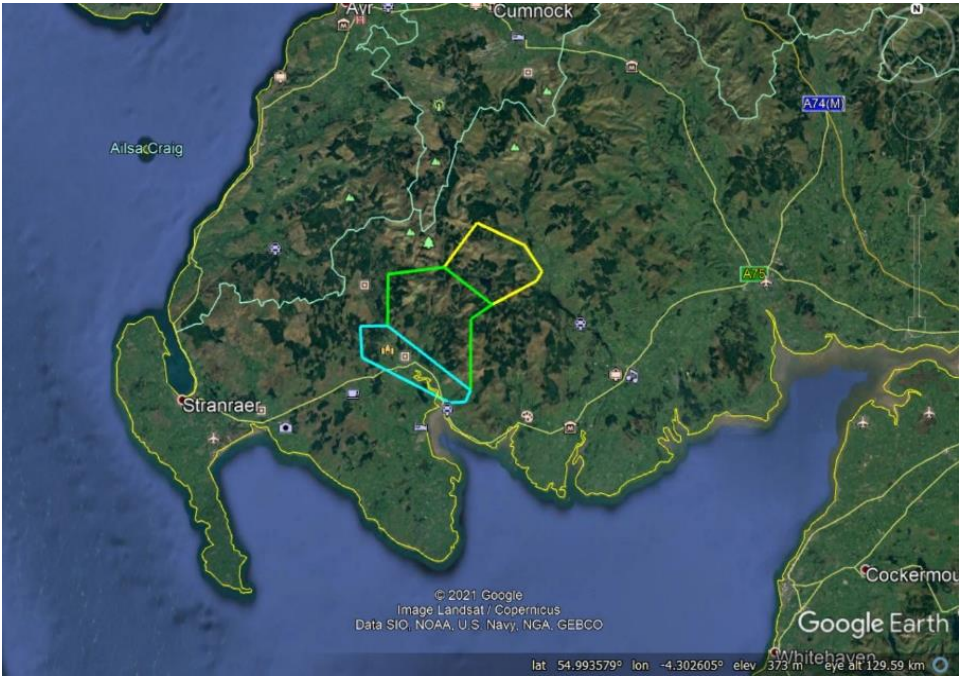 Ayr
Cumnock
N
A74(M)
Ailsa Craig
A75
Stranraer
© 2021 Google
Image Landsat / Copernicus
Data SIO, NOAA, U.S. Navy, NGA, GEBCO
Cockermou
Google Earth
Whitehaven
lat 54.993579° lon -4.302605° elev 373 m eye alt 129.59 km